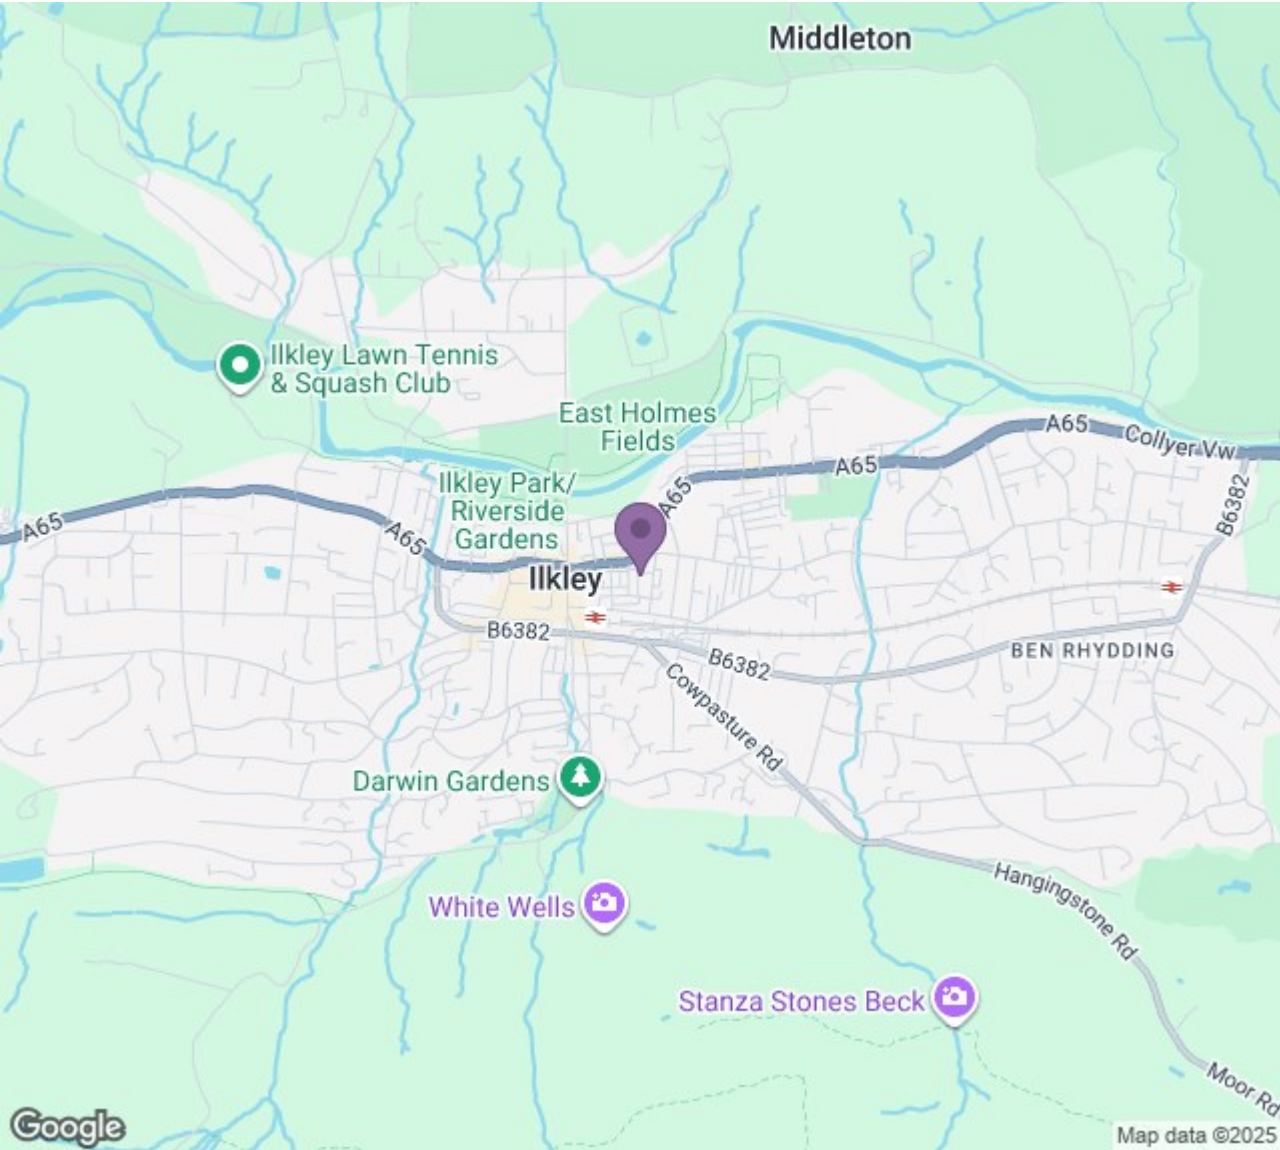 Middleton
Ilkley Lawn Tennis
& Squash Club
East Holmes
Fields
A65
Collyer Vw
A65
A65
Ilkley Park/
Riverside
Gardens
B6382
A65
A65
Ilkley
B6382
B6382
BEN RHYDDING
Cowpasture Rd
Darwin Gardens
Hangingstone Rd
White Wells
Stanza Stones Beck
Moor Rd
Google
Map data ©2025